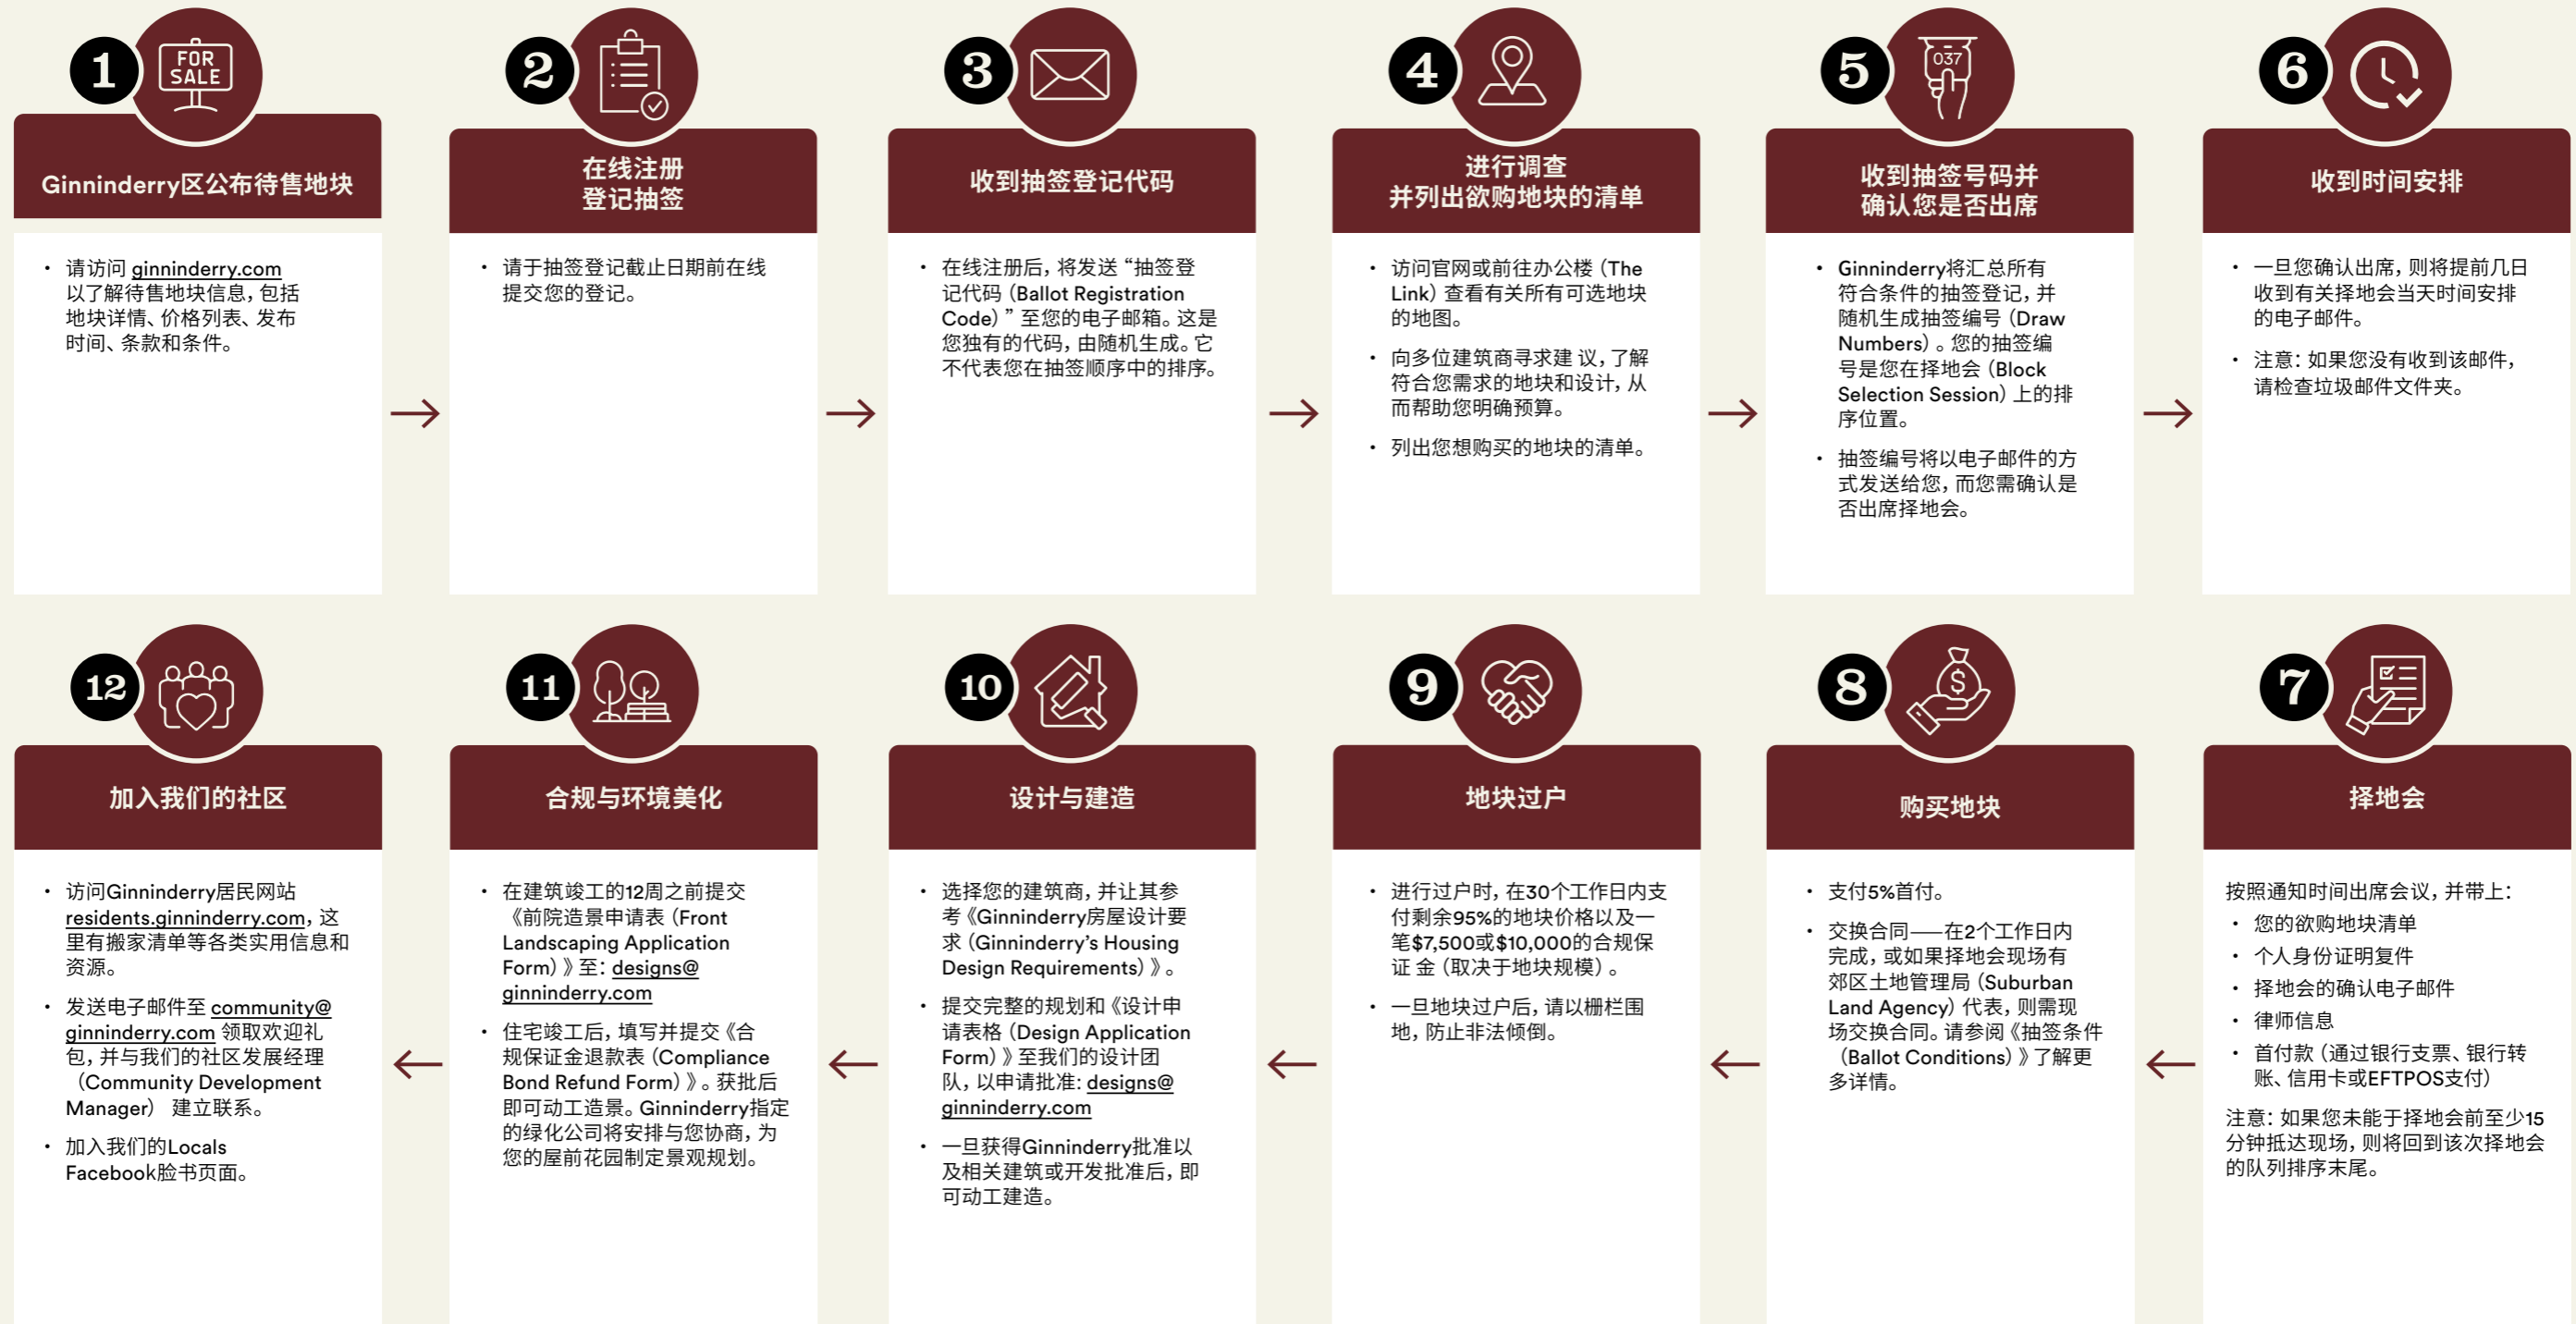 1
FOR
SALE
Ginninderry区公布待售地块
• 请访问 ginninderry.com
以了解待售地块信息，包括
地块详情、价格列表、发布
时间、条款和条件。
2
在线注册
登记抽签
• 请于抽签登记截止日期前在线
提交您的登记。
3
收到抽签登记代码
• 在线注册后，将发送“抽签登
记代码（Ballot Registration
Code）”至您的电子邮箱。这是
您独有的代码，由随机生成。它
不代表您在抽签顺序中的排序。
4
进行调查
并列出欲购地块的清单
• 访问官网或前往办公楼（The
Link）查看有关所有可选地块
的地图。
• 向多位建筑商寻求建 议，了解
符合您需求的地块和设计，从
而帮助您明确预算。
• 列出您想购买的地块的清单。
5
037
收到抽签号码并
确认您是否出席
• Ginninderry将汇总所有
符合条件的抽签登记，并
随机生成抽签编号（Draw
Numbers）。您的抽签编
号是您在择地会（Block
Selection Session）上的排
序位置。
• 抽签编号将以电子邮件的方
式发送给您，而您需确认是
否出席择地会。
6
收到时间安排
• 一旦您确认出席，则将提前几日
收到有关择地会当天时间安排
的电子邮件。
• 注意：如果您没有收到该邮件，
请检查垃圾邮件文件夹。
7
择地会
按照通知时间出席会议，并带上：
• 您的欲购地块清单
• 个人身份证明复件
• 择地会的确认电子邮件
• 律师信息
• 首付款（通过银行支票、银行转
账、信用卡或EFTPOS支付）
注意：如果您未能于择地会前至少15
分钟抵达现场，则将回到该次择地会
的队列排序末尾。
8
$
购买地块
• 支付5%首付。
• 交换合同——在2个工作日内
完成，或如果择地会现场有
郊区土地管理局（Suburban
Land Agency）代表，则需现
场交换合同。请参阅《抽签条件
（Ballot Conditions）》了解更
多详情。
9
地块过户
• 进行过户时，在30个工作日内支
付剩余95%的地块价格以及一
笔$7,500或$10,000的合规保
证 金（取决于地块规模）。
• 一旦地块过户后，请以栅栏围
地，防止非法倾倒。
10
设计与建造
• 选择您的建筑商，并让其参
考《Ginninderry房屋设计要
求（Ginninderry’s Housing
Design Requirements）》。
• 提交完整的规划和《设计申
请表格（Design Application
Form）》至我们的设计团
队，以申请批准: designs@
ginninderry.com
• 一旦获得Ginninderry批准以
及相关建筑或开发批准后，即
可动工建造。
11
合规与环境美化
• 在建筑竣工的12周之前提交
《前院造景申请表（Front
Landscaping Application
Form）》至：designs@
ginninderry.com
• 住宅竣工后，填写并提交《合
规保证金退款表（Compliance
Bond Refund Form）》。获批后
即可动工造景。Ginninderry指定
的绿化公司将安排与您协商，为
您的屋前花园制定景观规划。
12
加入我们的社区
• 访问Ginninderry居民网站
residents.ginninderry.com，这
里有搬家清单等各类实用信息和
资源。
• 发送电子邮件至 community@
ginninderry.com 领取欢迎礼
包，并与我们的社区发展经理
（Community Development
Manager） 建立联系。
• 加入我们的Locals
Facebook脸书页面。